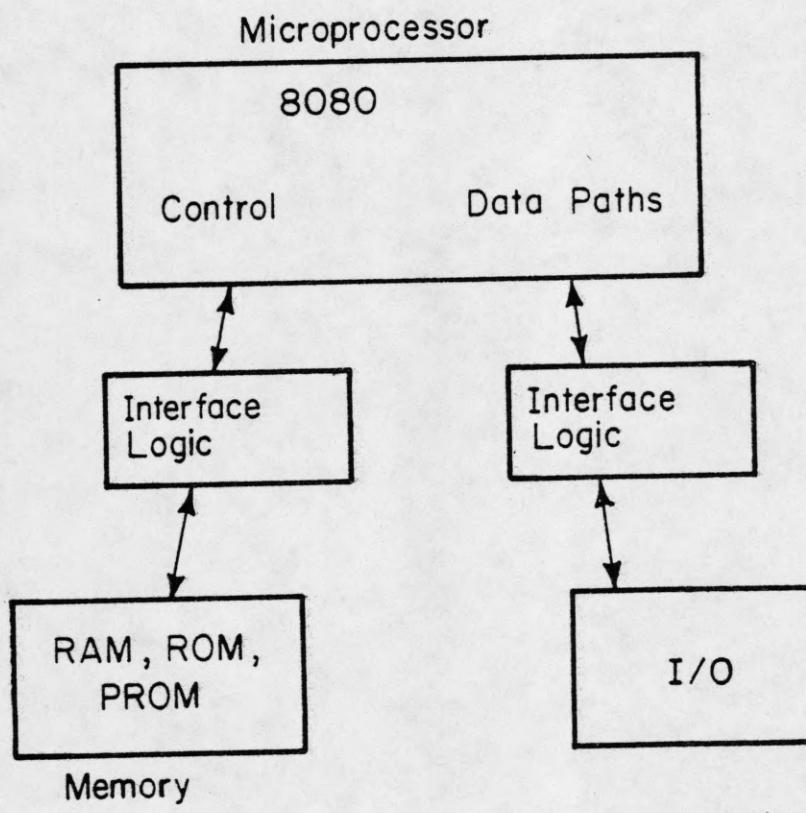 Microprocessor
8080
Control
Data Paths
Interface
Logic
Interface
Logic
RAM, ROM,
PROM
I/O
Memory